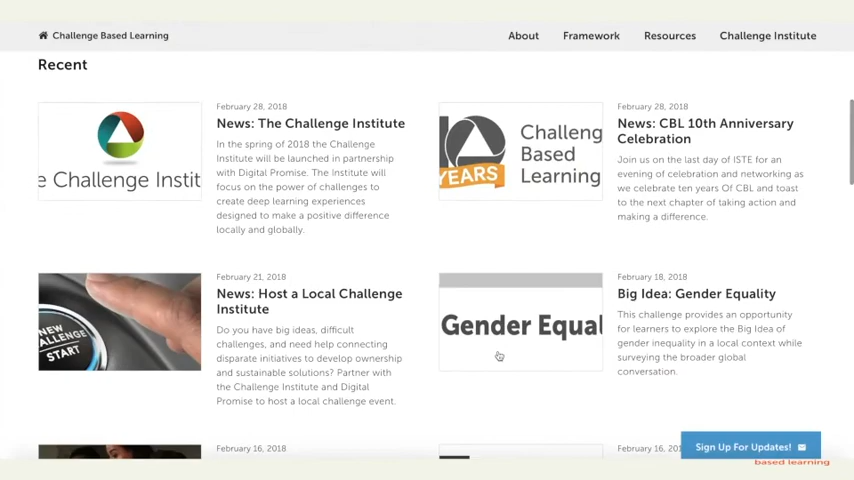 Challenge Based Learning
About
Framework
Resources
Challenge Institute
Recent
February 28, 2018
News: The Challenge Institute
In the spring of 2018 the Challenge
Institute will be launched in partnership
with Digital Promise. The Institute will
focus on the power of challenges to
create deep learning experiences
designed to make a positive difference
locally and globally.
e Challenge Instit
February 28, 2018
News: CBL 10th Anniversary
Celebration
Join us on the last day of ISTE for an
evening of celebration and networking as
we celebrate ten years Of CBL and toast
to the next chapter of taking action and
making a difference.
10
YEARS
Challeng
Based
Learning
February 21, 2018
News: Host a Local Challenge
Institute
Do you have big ideas, difficult
challenges, and need help connecting
disparate initiatives to develop ownership
and sustainable solutions? Partner with
the Challenge Institute and Digital
Promise to host a local challenge event.
NEW
CHALLENGE
START
February 18, 2018
Big Idea: Gender Equality
This challenge provides an opportunity
for learners to explore the Big Idea of
gender inequality in a local context while
surveying the broader global
conversation.
Gender Equal
February 16, 2018
February 16, 201
Sign Up For Updates!
based learning